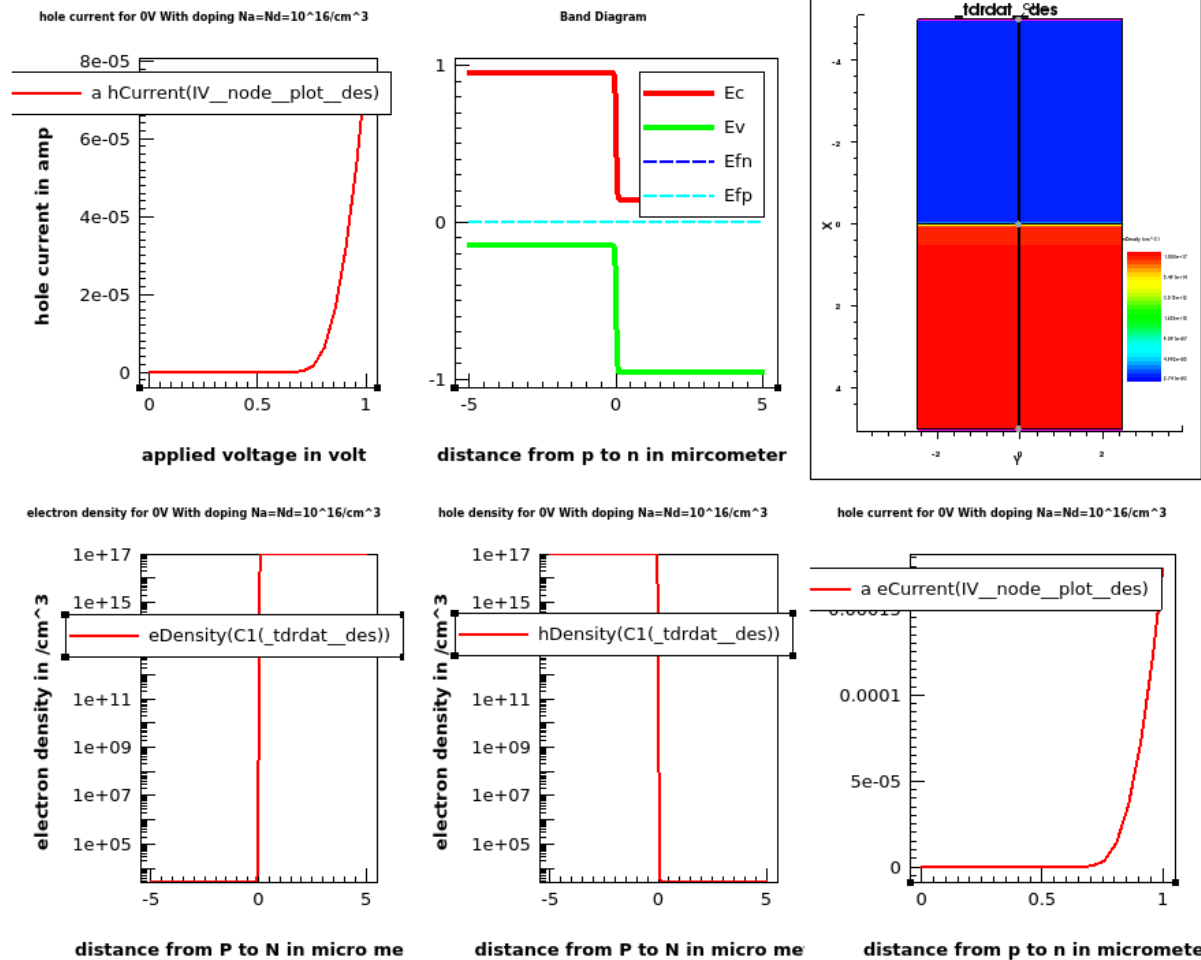 hole current for 0V With doping Na=Nd=10^16/cm^3
8e-05
a hCurrent(IV__node__plot__des)
6e-05
4e-05
2e-05
0
hole current in amp
0
0.5
1
applied voltage in volt
Band Diagram
1
0
-1
Ec
Ev
Efn
Efp
-5
0
5
distance from p to n in mircometer
_tdrdat__des
-4
-2
0
2
4
X
-2
0
2
Y
electron density for 0V With doping Na=Nd=10^16/cm^3
1e+17
1e+15
eDensity(C1(_tdrdat__des))
1e+11
1e+09
1e+07
1e+05
electron density in /cm^3
-5
0
5
distance from P to N in micro me
hole density for 0V With doping Na=Nd=10^16/cm^3
1e+17
1e+15
hDensity(C1(_tdrdat__des))
1e+11
1e+09
1e+07
1e+05
electron density in /cm^3
-5
0
5
distance from P to N in micro me
hole current for 0V With doping Na=Nd=10^16/cm^3
a eCurrent(IV__node__plot__des)
0.00015
0.0001
5e-05
0
0
0.5
1
distance from p to n in micromete